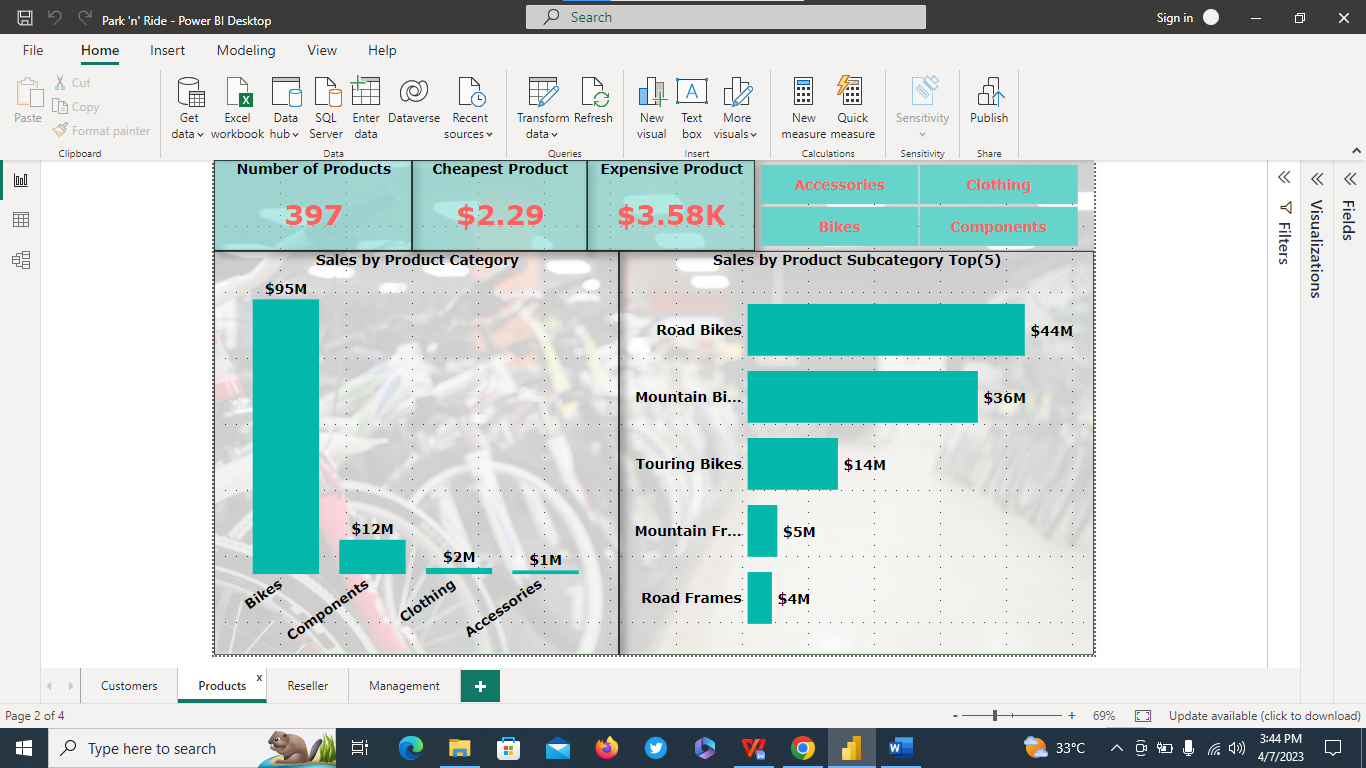 Park 'n' Ride - Power BI Desktop
Search
Sign in
File
Home
Insert
Modeling
View
Help
Paste
Cut
Copy
Format painter
Clipboard
Get data
Excel workbook
Data hub
SQL Server
Enter data
Dataverse
Recent sources
Data
Transform data
Refresh
Queries
New visual
Text box
More visuals
Insert
New measure
Quick measure
Calculations
Sensitivity
Sensitivity
Publish
Share
Number of Products
397
Cheapest Product
$2.29
Expensive Product
$3.58K
Accessories
Clothing
Bikes
Components
Filters
Visualizations
Fields
Sales by Product Category
$95M
$12M
$2M
$1M
Bikes
Components
Clothing
Accessories
Sales by Product Subcategory Top(5)
Road Bikes
$44M
Mountain Bi...
$36M
Touring Bikes
$14M
Mountain Fr...
$5M
Road Frames
$4M
Customers
Products
x
Reseller
Management
+
Page 2 of 4
- + 69%
Update available (click to download)
Type here to search
33°C
3:44 PM
4/7/2023